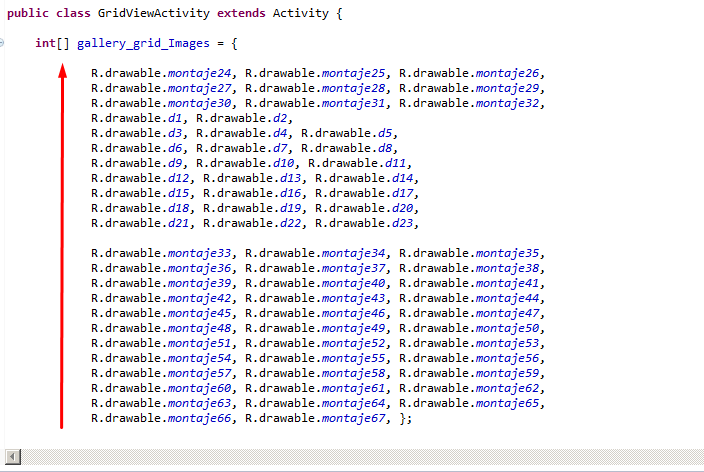 public class GridViewActivity extends Activity {
int[] gallery_grid_Images = {
R.drawable.montaje24, R.drawable.montaje25, R.drawable.montaje26,
R.drawable.montaje27, R.drawable.montaje28, R.drawable.montaje29,
R.drawable.montaje30, R.drawable.montaje31, R.drawable.montaje32,
R.drawable.d1, R.drawable.d2,
R.drawable.d3, R.drawable.d4, R.drawable.d5,
R.drawable.d6, R.drawable.d7, R.drawable.d8,
R.drawable.d9, R.drawable.d10, R.drawable.d11,
R.drawable.d12, R.drawable.d13, R.drawable.d14,
R.drawable.d15, R.drawable.d16, R.drawable.d17,
R.drawable.d18, R.drawable.d19, R.drawable.d20,
R.drawable.d21, R.drawable.d22, R.drawable.d23,
R.drawable.montaje33, R.drawable.montaje34, R.drawable.montaje35,
R.drawable.montaje36, R.drawable.montaje37, R.drawable.montaje38,
R.drawable.montaje39, R.drawable.montaje40, R.drawable.montaje41,
R.drawable.montaje42, R.drawable.montaje43, R.drawable.montaje44,
R.drawable.montaje45, R.drawable.montaje46, R.drawable.montaje47,
R.drawable.montaje48, R.drawable.montaje49, R.drawable.montaje50,
R.drawable.montaje51, R.drawable.montaje52, R.drawable.montaje53,
R.drawable.montaje54, R.drawable.montaje55, R.drawable.montaje56,
R.drawable.montaje57, R.drawable.montaje58, R.drawable.montaje59,
R.drawable.montaje60, R.drawable.montaje61, R.drawable.montaje62,
R.drawable.montaje63, R.drawable.montaje64, R.drawable.montaje65,
R.drawable.montaje66, R.drawable.montaje67, };